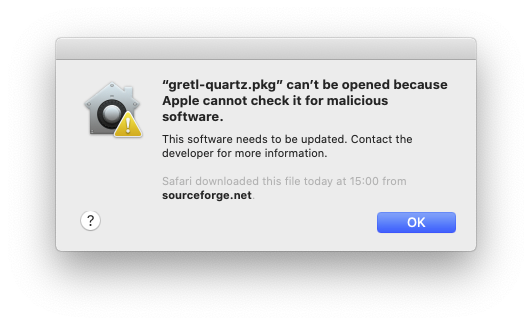 “gretl-quartz.pkg” can’t be opened because
Apple cannot check it for malicious
software.
This software needs to be updated. Contact the
developer for more information.
Safari downloaded this file today at 15:00 from
sourceforge.net.
?
OK